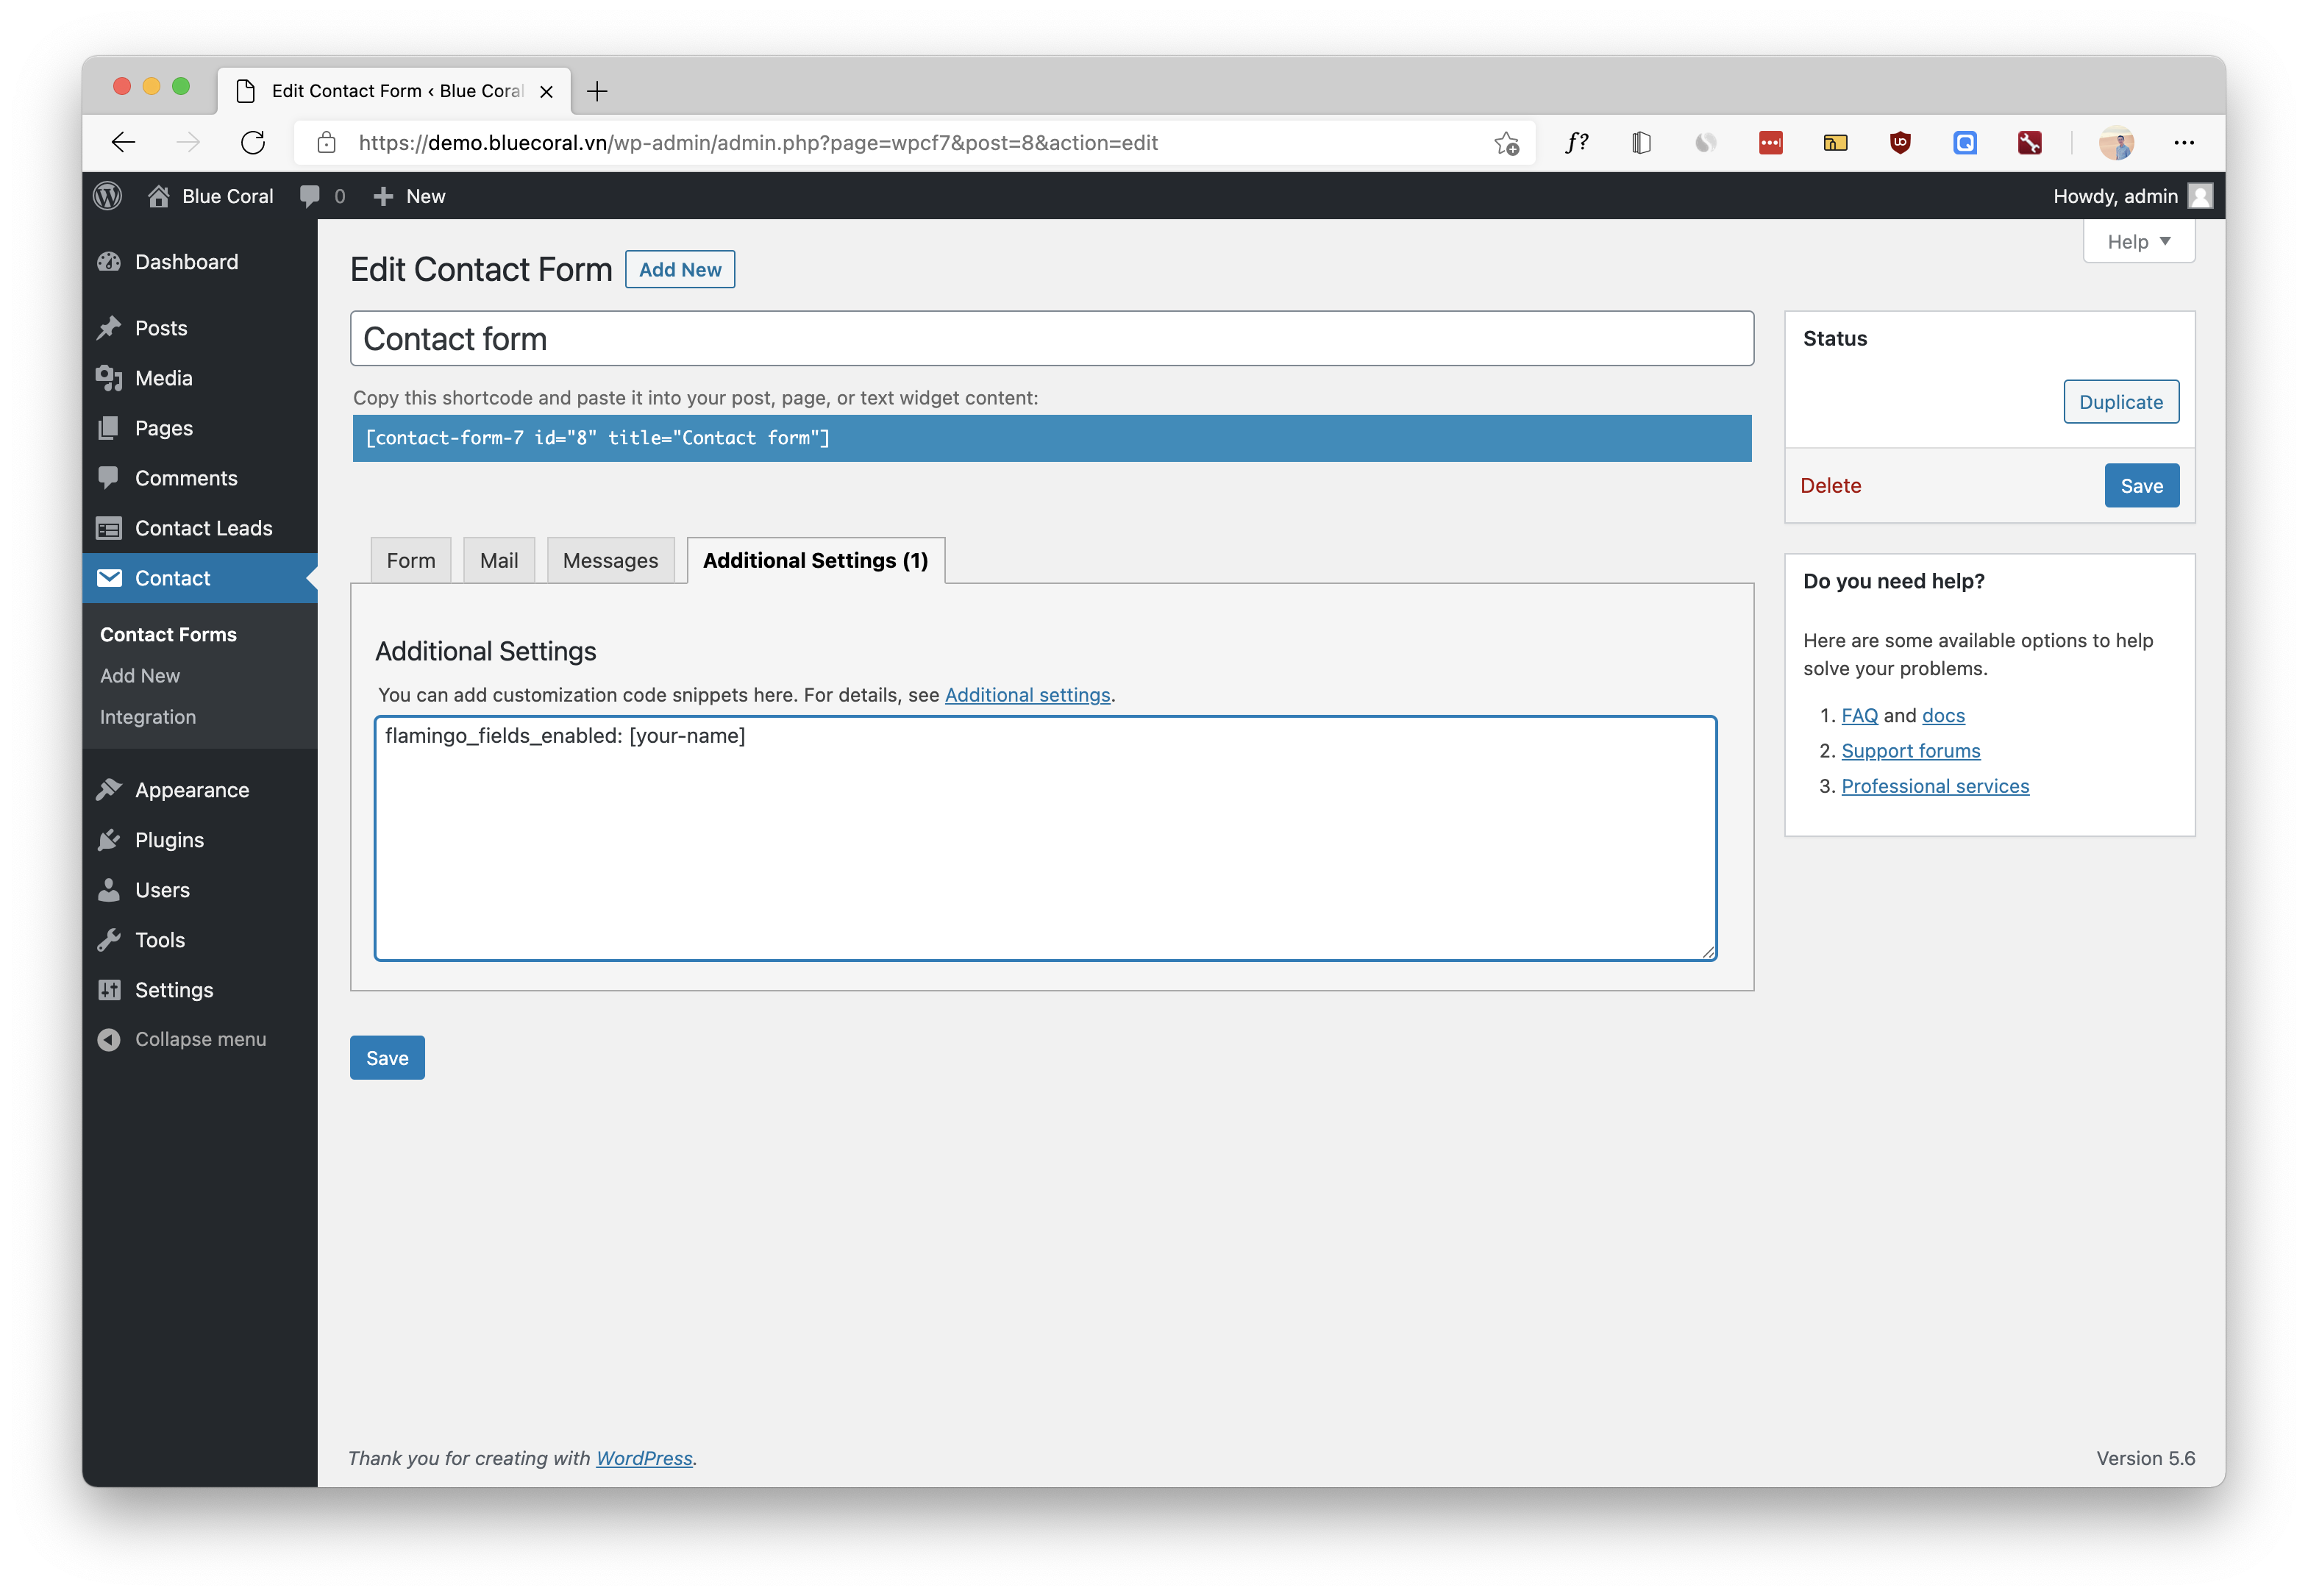 Edit Contact Form ‹ Blue Coral
https://demo.bluecoral.vn/wp-admin/admin.php?page=wpcf7&post=8&action=edit
f?
Blue Coral
0
New
Howdy, admin
Dashboard
Posts
Media
Pages
Comments
Contact Leads
Contact
Contact Forms
Add New
Integration
Appearance
Plugins
Users
Tools
Settings
Collapse menu
Help
Edit Contact Form
Add New
Contact form
Copy this shortcode and paste it into your post, page, or text widget content:
[contact-form-7 id="8" title="Contact form"]
Form
Mail
Messages
Additional Settings (1)
Additional Settings
You can add customization code snippets here. For details, see Additional settings.
flamingo_fields_enabled: [your-name]
Save
Status
Duplicate
Delete
Save
Do you need help?
Here are some available options to help
solve your problems.
1. FAQ and docs
2. Support forums
3. Professional services
Thank you for creating with WordPress.
Version 5.6